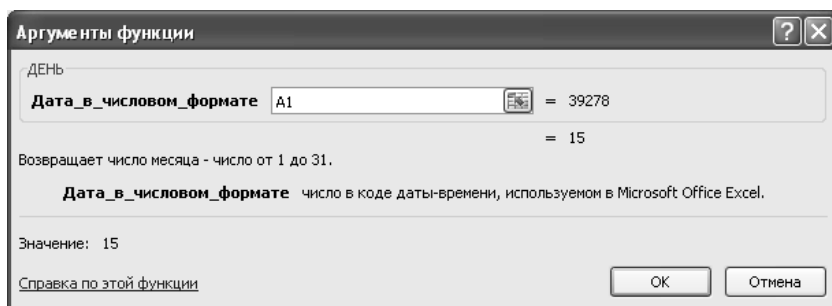 Аргументы функции
ДЕНЬ
Дата_в_числовом_формате A1 = 39278
= 15
Возвращает число месяца - число от 1 до 31.
Дата_в_числовом_формате число в коде даты-времени, используемом в Microsoft Office Excel.
Значение: 15
Справка по этой функции OK Отмена